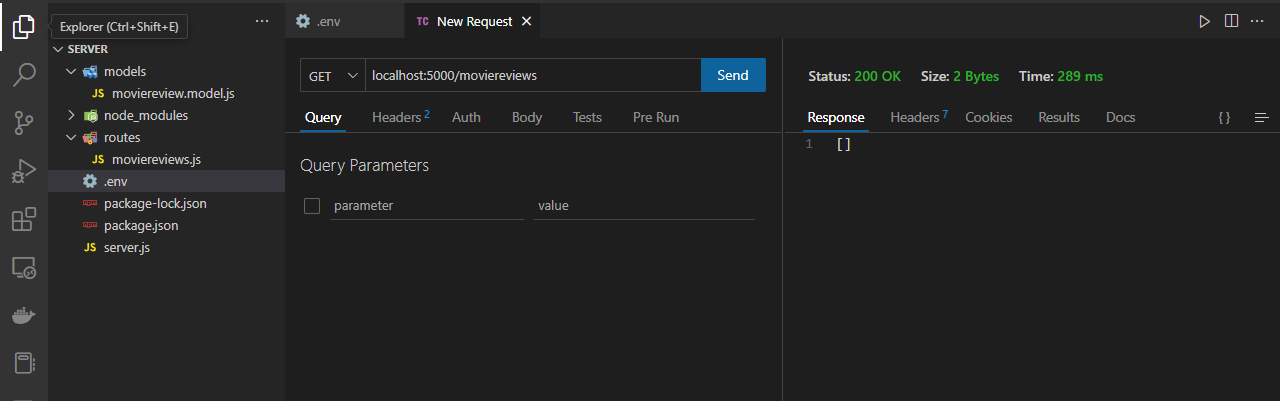 Explorer (Ctrl+Shift+E)
...
SERVER
models
JS moviereview.model.js
node_modules
routes
JS moviereviews.js
.env
package-lock.json
package.json
JS server.js
.env
TC New Request
GET
localhost:5000/moviereviews
Send
Query Headers 2 Auth Body Tests Pre Run
Query Parameters
parameter value
Status: 200 OK Size: 2 Bytes Time: 289 ms
Response Headers 7 Cookies Results Docs {}
1 []